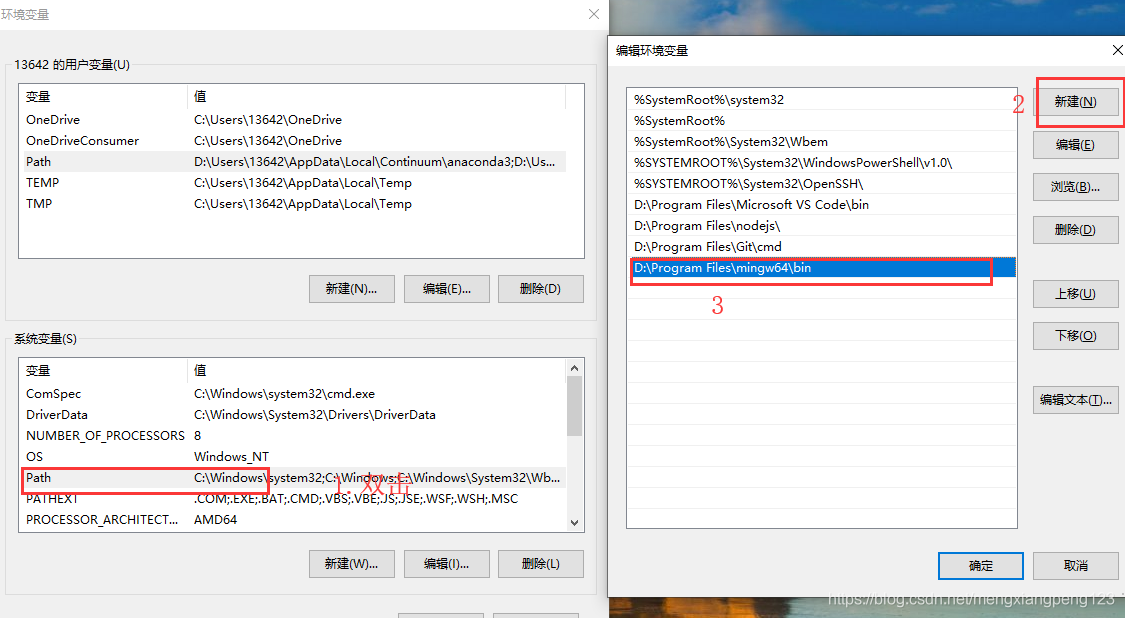 环境变量
13642 的用户变量(U)
变量 值
OneDrive C:\Users\13642\OneDrive
OneDriveConsumer C:\Users\13642\OneDrive
Path D:\Users\13642\AppData\Local\Continuum\anaconda3;D:\Us...
TEMP C:\Users\13642\AppData\Local\Temp
TMP C:\Users\13642\AppData\Local\Temp
新建(N)... 编辑(E)... 删除(D)
系统变量(S)
变量 值
ComSpec C:\Windows\system32\cmd.exe
DriverData C:\Windows\System32\Drivers\DriverData
NUMBER_OF_PROCESSORS 8
OS Windows_NT
Path C:\Windows\system32;C:\Windows;C:\Windows\System32\Wb...
1. 双击
PATHEXT .COM;.EXE;.BAT;.CMD;.VBS;.VBE;.JS;.JSE;.WSF;.WSH;.MSC
PROCESSOR_ARCHITECT... AMD64
新建(W)... 编辑(I)... 删除(L)
编辑环境变量
%SystemRoot%\system32
%SystemRoot%
%SystemRoot%\System32\Wbem
%SYSTEMROOT%\System32\WindowsPowerShell\v1.0\
%SYSTEMROOT%\System32\OpenSSH\
D:\Program Files\Microsoft VS Code\bin
D:\Program Files\nodejs\
D:\Program Files\Git\cmd
D:\Program Files\mingw64\bin
3
2
新建(N)
编辑(E)
浏览(B)...
删除(D)
上移(U)
下移(O)
编辑文本(T)...
确定 取消
https://blog.csdn.net/mengxiangpeng123